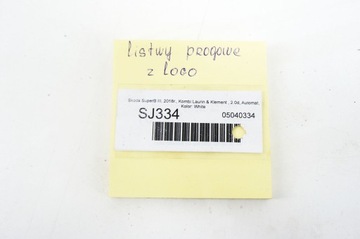 listwy progowe
z LOGO
Skoda SuperB III, 2018r., Kombi Laurin & Klement , 2.0d, Automat,
Kolor: White
SJ334 05040334